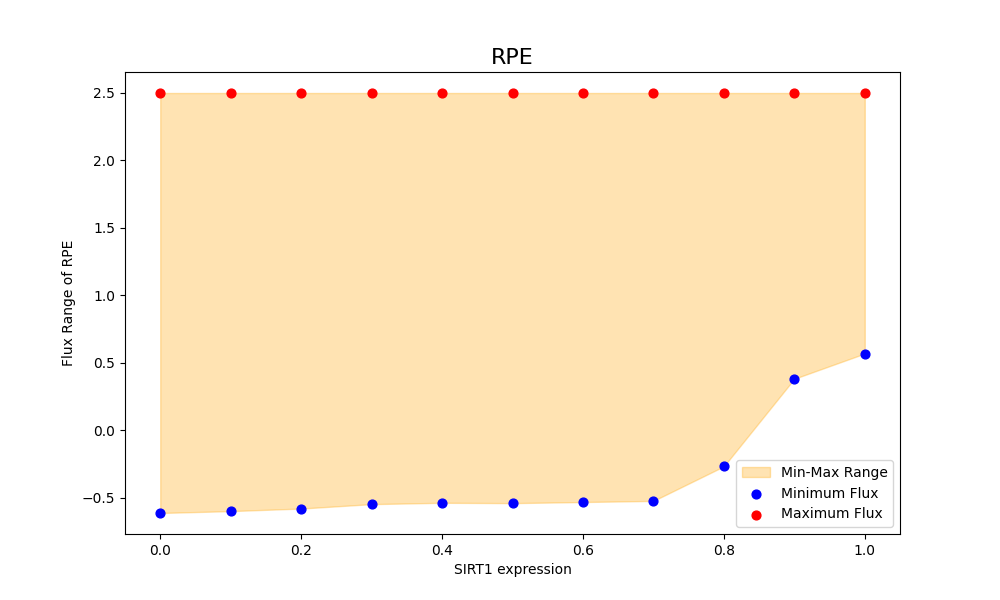 RPE
Flux Range of RPE
2.5
2.0
1.5
1.0
0.5
0.0
−0.5
0.0 0.2 0.4 0.6 0.8 1.0
SIRT1 expression
Min-Max Range
Minimum Flux
Maximum Flux